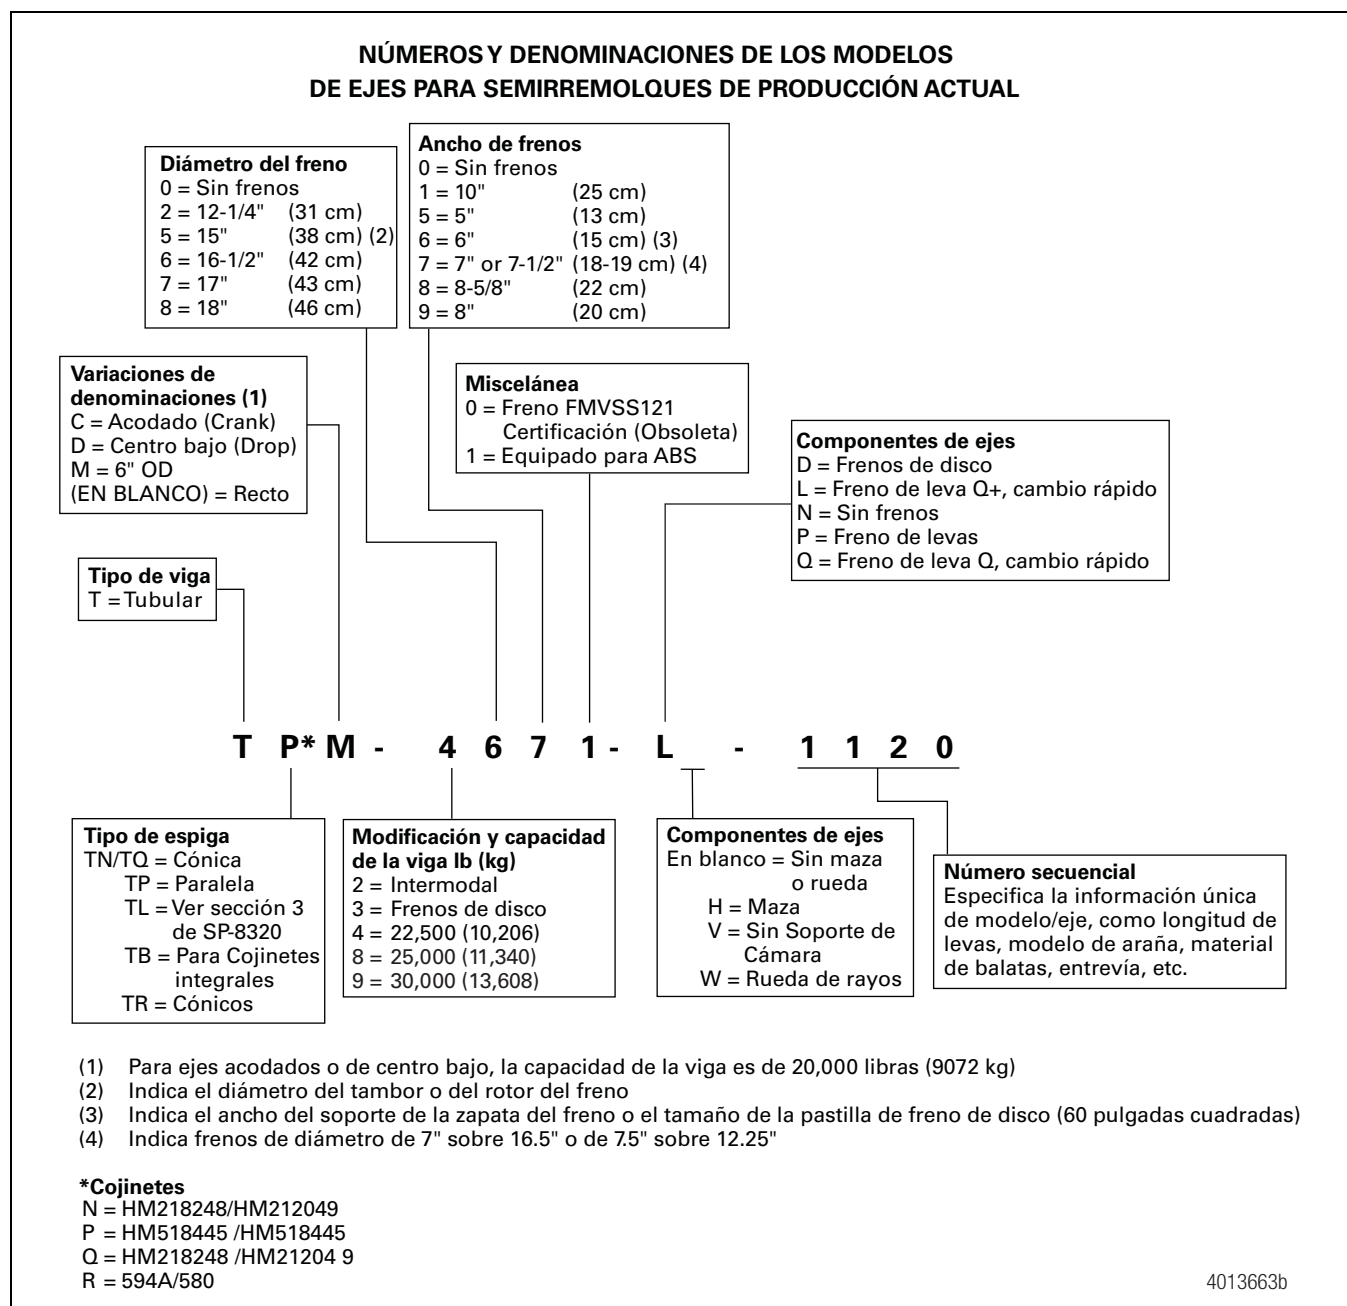 NÚMEROS Y DENOMINACIONES DE LOS MODELOS
DE EJES PARA SEMIRREMOLQUES DE PRODUCCIÓN ACTUAL
Diámetro del freno
0 = Sin frenos
2 = 12-1/4" (31 cm)
5 = 15" (38 cm) (2)
6 = 16-1/2" (42 cm)
7 = 17" (43 cm)
8 = 18" (46 cm)
Ancho de frenos
0 = Sin frenos
1 = 10" (25 cm)
5 = 5" (13 cm)
6 = 6" (15 cm) (3)
7 = 7" or 7-1/2" (18-19 cm) (4)
8 = 8-5/8" (22 cm)
9 = 8" (20 cm)
Variaciones de
denominaciones (1)
C = Acodado (Crank)
D = Centro bajo (Drop)
M = 6" OD
(EN BLANCO) = Recto
Miscelánea
0 = Freno FMVSS121
Certificación (Obsoleta)
1 = Equipado para ABS
Componentes de ejes
D = Frenos de disco
L = Freno de leva Q+, cambio rápido
N = Sin frenos
P = Freno de levas
Q = Freno de leva Q, cambio rápido
Tipo de viga
T = Tubular
T P* M - 4 6 7 1 - L _ - 1 1 2 0
Tipo de espiga
TN/TQ = Cónica
TP = Paralela
TL = Ver sección 3
de SP-8320
TB = Para Cojinetes
integrales
TR = Cónicos
Modificación y capacidad
de la viga lb (kg)
2 = Intermodal
3 = Frenos de disco
4 = 22,500 (10,206)
8 = 25,000 (11,340)
9 = 30,000 (13,608)
Componentes de ejes
En blanco = Sin maza
o rueda
H = Maza
V = Sin Soporte de
Cámara
W = Rueda de rayos
Número secuencial
Especifica la información única
de modelo/eje, como longitud de
levas, modelo de araña, material
de balatas, entrevía, etc.
(1) Para ejes acodados o de centro bajo, la capacidad de la viga es de 20,000 libras (9072 kg)
(2) Indica el diámetro del tambor o del rotor del freno
(3) Indica el ancho del soporte de la zapata del freno o el tamaño de la pastilla de freno de disco (60 pulgadas cuadradas)
(4) Indica frenos de diámetro de 7" sobre 16.5" o de 7.5" sobre 12.25"
*Cojinetes
N = HM218248/HM212049
P = HM518445 /HM518445
Q = HM218248 /HM21204 9
R = 594A/580
4013663b